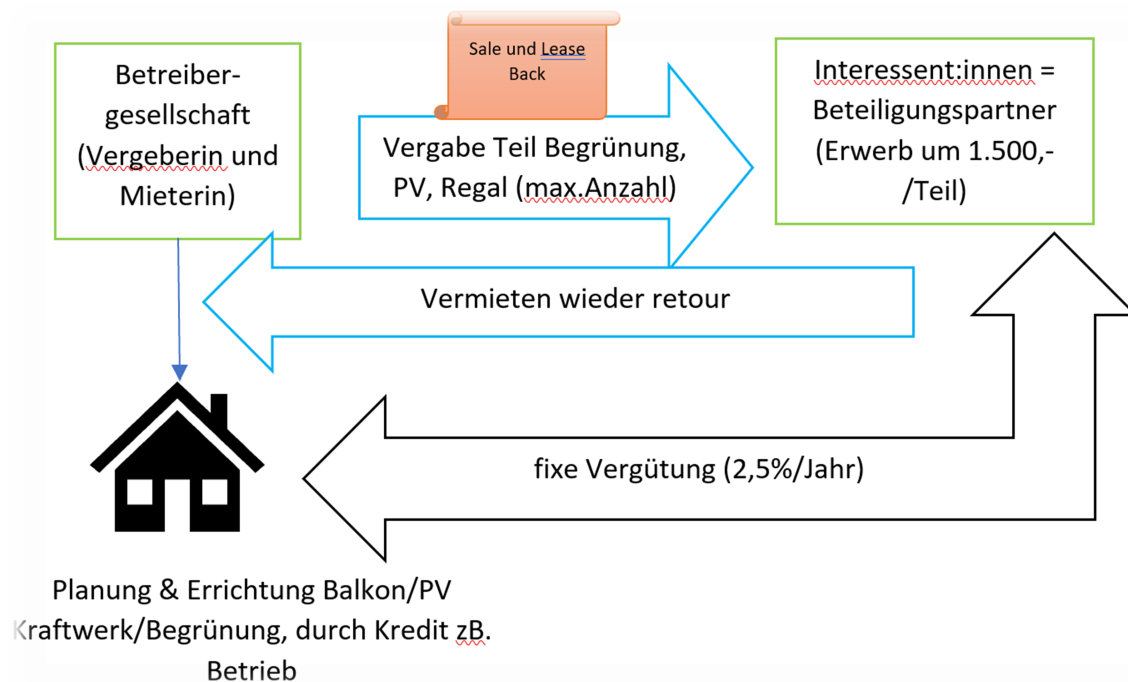 Betreiber-
gesellschaft
(Vergeberin und
Mieterin)
Sale und Lease
Back
Vergabe Teil Begrünung,
PV, Regal (max.Anzahl)
Interessent:innen =
Beteiligungspartner
(Erwerb um 1.500,-
/Teil)
Vermieten wieder retour
fixe Vergütung (2,5%/Jahr)
Planung & Errichtung Balkon/PV
Kraftwerk/Begrünung, durch Kredit zB.
Betrieb